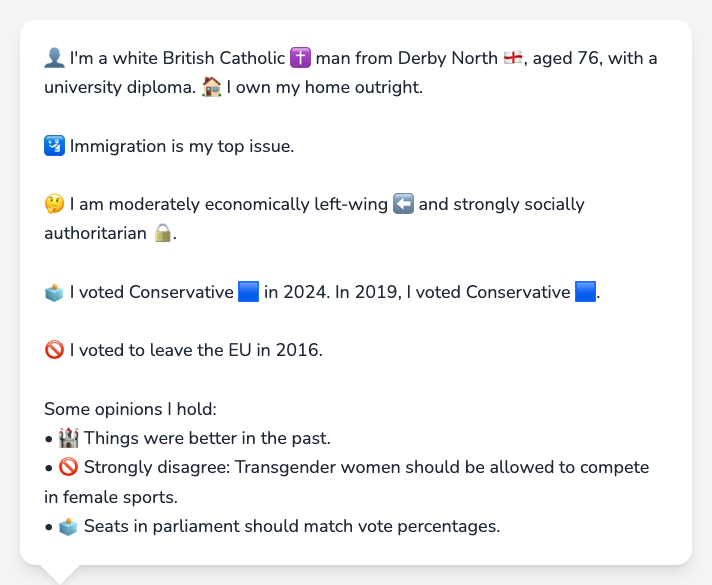 👤 I'm a white British Catholic ✝️ man from Derby North 🏴󠁧󠁢󠁥󠁮󠁧󠁿, aged 76, with a
university diploma. 🏠 I own my home outright.
🛂 Immigration is my top issue.
🤔 I am moderately economically left-wing ⬅️ and strongly socially
authoritarian 🔒.
🗳️ I voted Conservative 🟦 in 2024. In 2019, I voted Conservative 🟦.
🚫 I voted to leave the EU in 2016.
Some opinions I hold:
• 🏰 Things were better in the past.
• 🚫 Strongly disagree: Transgender women should be allowed to compete
in female sports.
• 🗳️ Seats in parliament should match vote percentages.